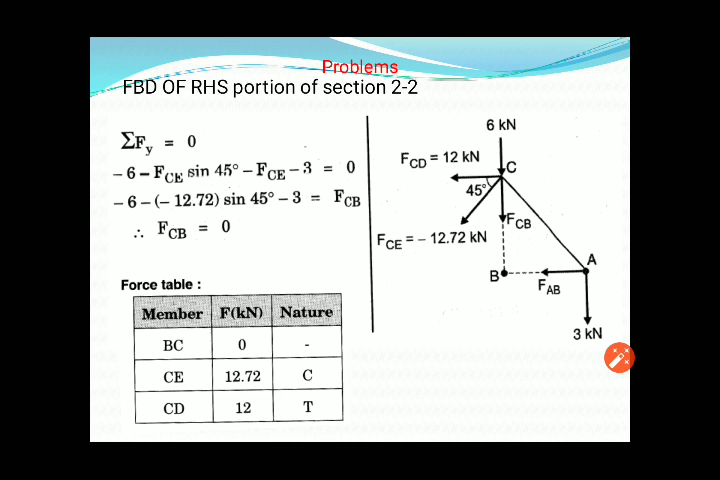 Problems
FBD OF RHS portion of section 2-2
ΣFy = 0
– 6 – FCE sin 45° – FCE – 3 = 0
– 6 – (– 12.72) sin 45° – 3 = FCB
∴ FCB = 0
Force table :
Member F(kN) Nature
BC 0 -
CE 12.72 C
CD 12 T
6 kN
FCD = 12 kN
C
45°
FCB
FCE = – 12.72 kN
A
B
FAB
3 kN